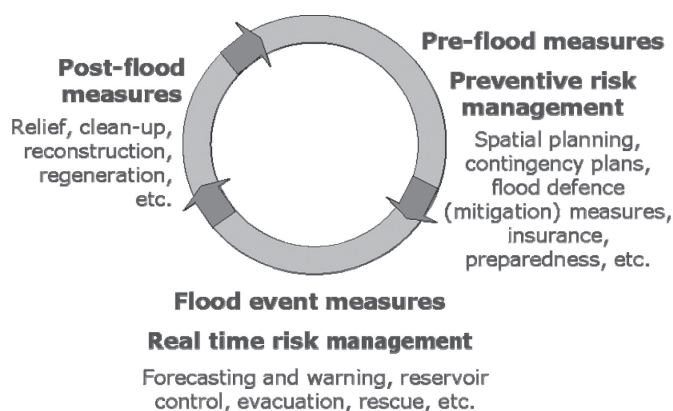 Pre-flood measures
Preventive risk
management
Spatial planning,
contingency plans,
flood defence
(mitigation) measures,
insurance,
preparedness, etc.
Flood event measures
Real time risk management
Forecasting and warning, reservoir
control, evacuation, rescue, etc.
Post-flood
measures
Relief, clean-up,
reconstruction,
regeneration,
etc.